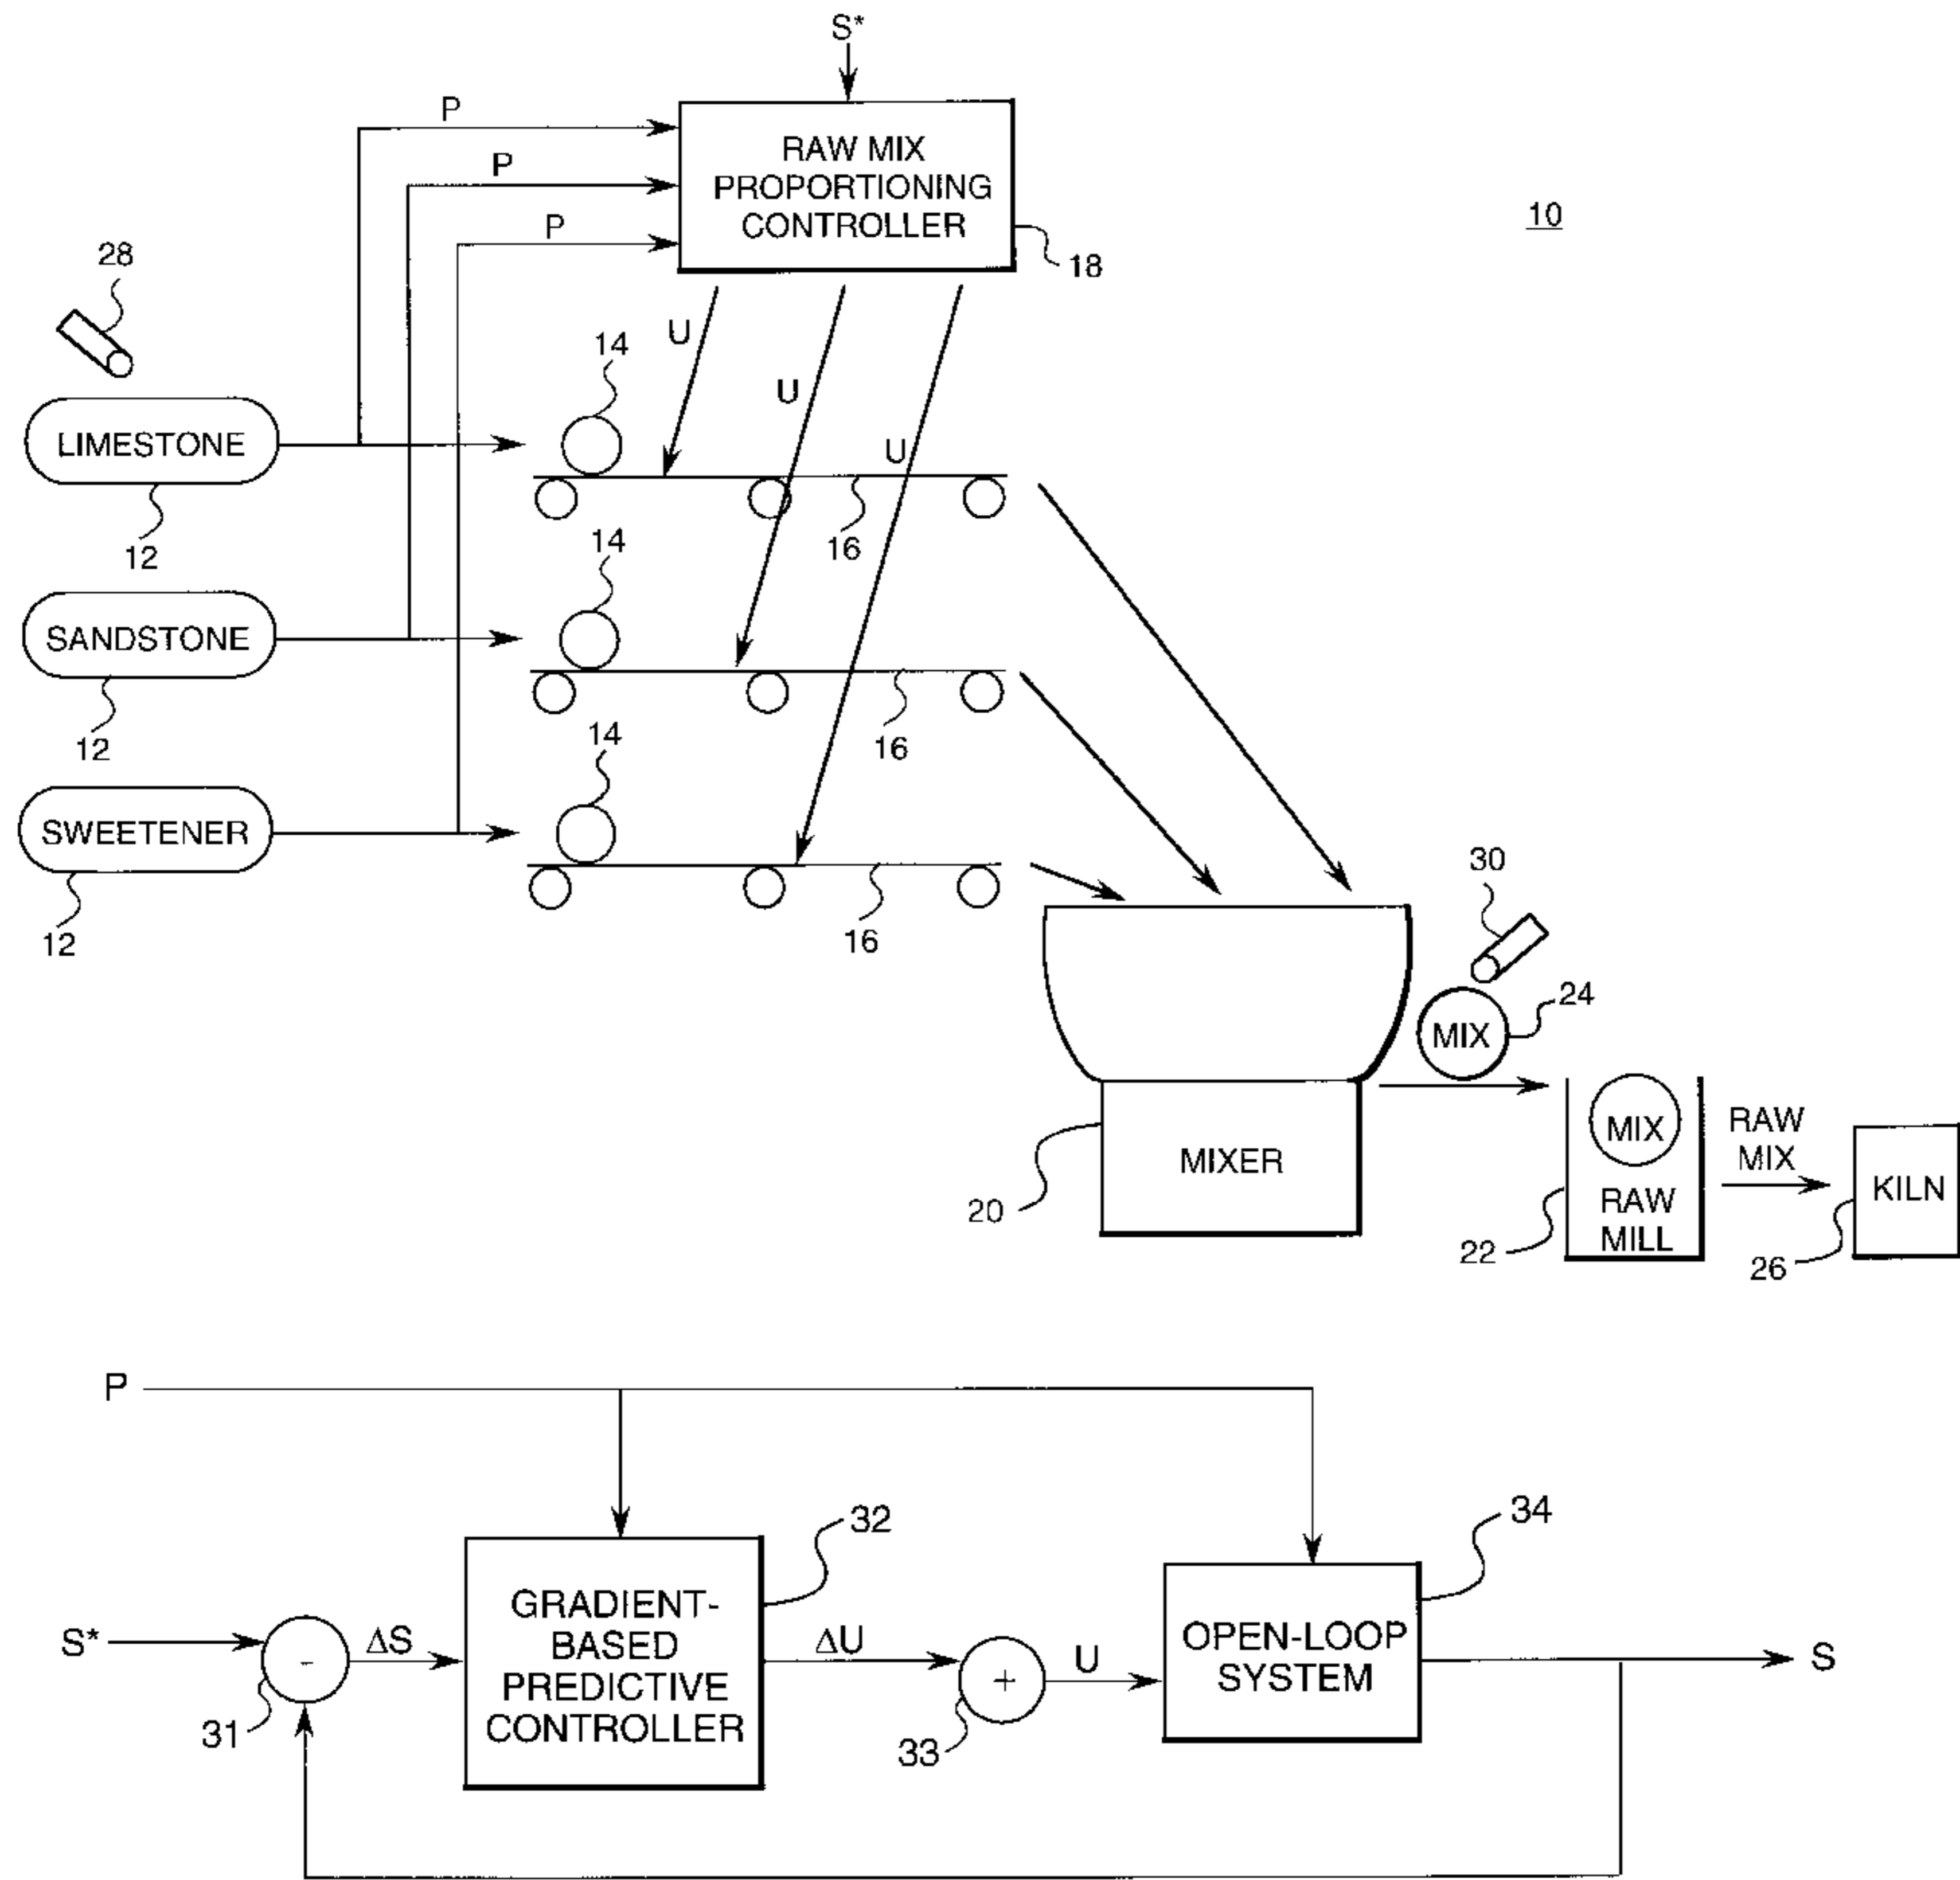 S*
P
RAW MIX
PROPORTIONING
CONTROLLER
P
P
10
18
28
U
14
U
LIMESTONE
U
12
16
14
SANDSTONE
12
16
14
SWEETENER
12
16
30
24
MIX
MIX
RAW
MIX
MIXER
KILN
RAW
MILL
20
22
26
P
32
34
GRADIENT-
BASED
PREDICTIVE
CONTROLLER
OPEN-LOOP
SYSTEM
S*
-
ΔS
ΔU
+
U
S
31
33